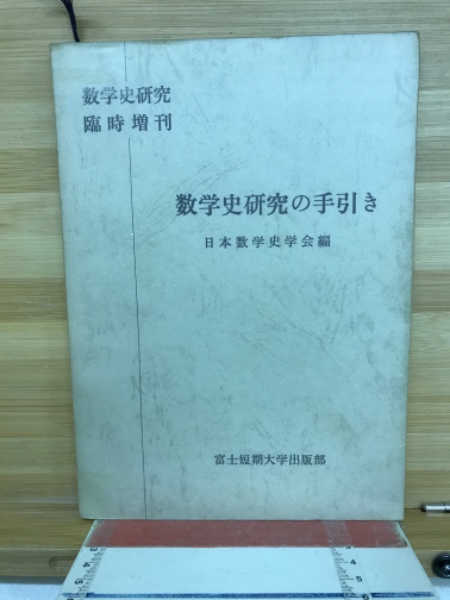 数学史研究
臨時増刊
数学史研究の手引き
日本数学史学会編
富士短期大学出版部